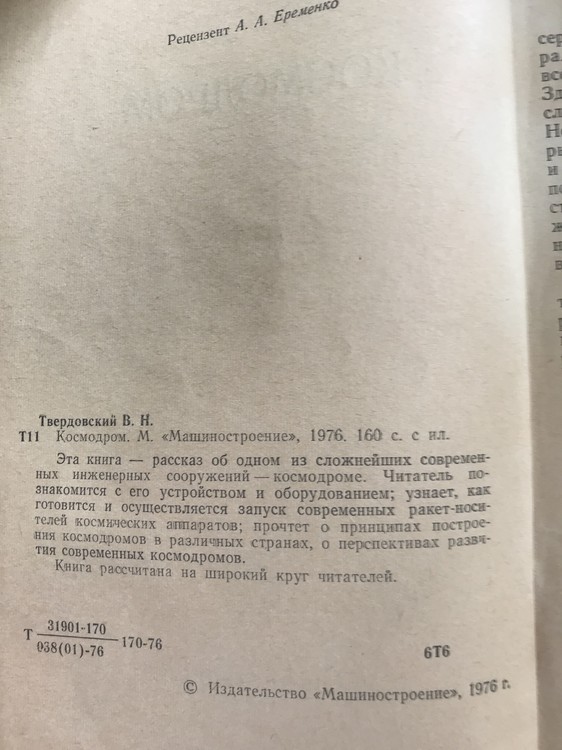 Рецензент А. А. Еременко
КОСМОДРОМ
Твердовский В. Н.
Т11 Космодром. М. «Машиностроение», 1976. 160 с. с ил.
Эта книга — рассказ об одном из сложнейших современ-
ных инженерных сооружений — космодроме. Читатель по-
знакомится с его устройством и оборудованием; узнает, как
готовится и осуществляется запуск современных ракет-носи-
телей космических аппаратов; прочтет о принципах построе-
ния космодромов в различных странах, о перспективах разви-
тия современных космодромов.
Книга рассчитана на широкий круг читателей.
Т 31901-170
038(01)-76 170-76
6Т6
© Издательство «Машиностроение», 1976 г.